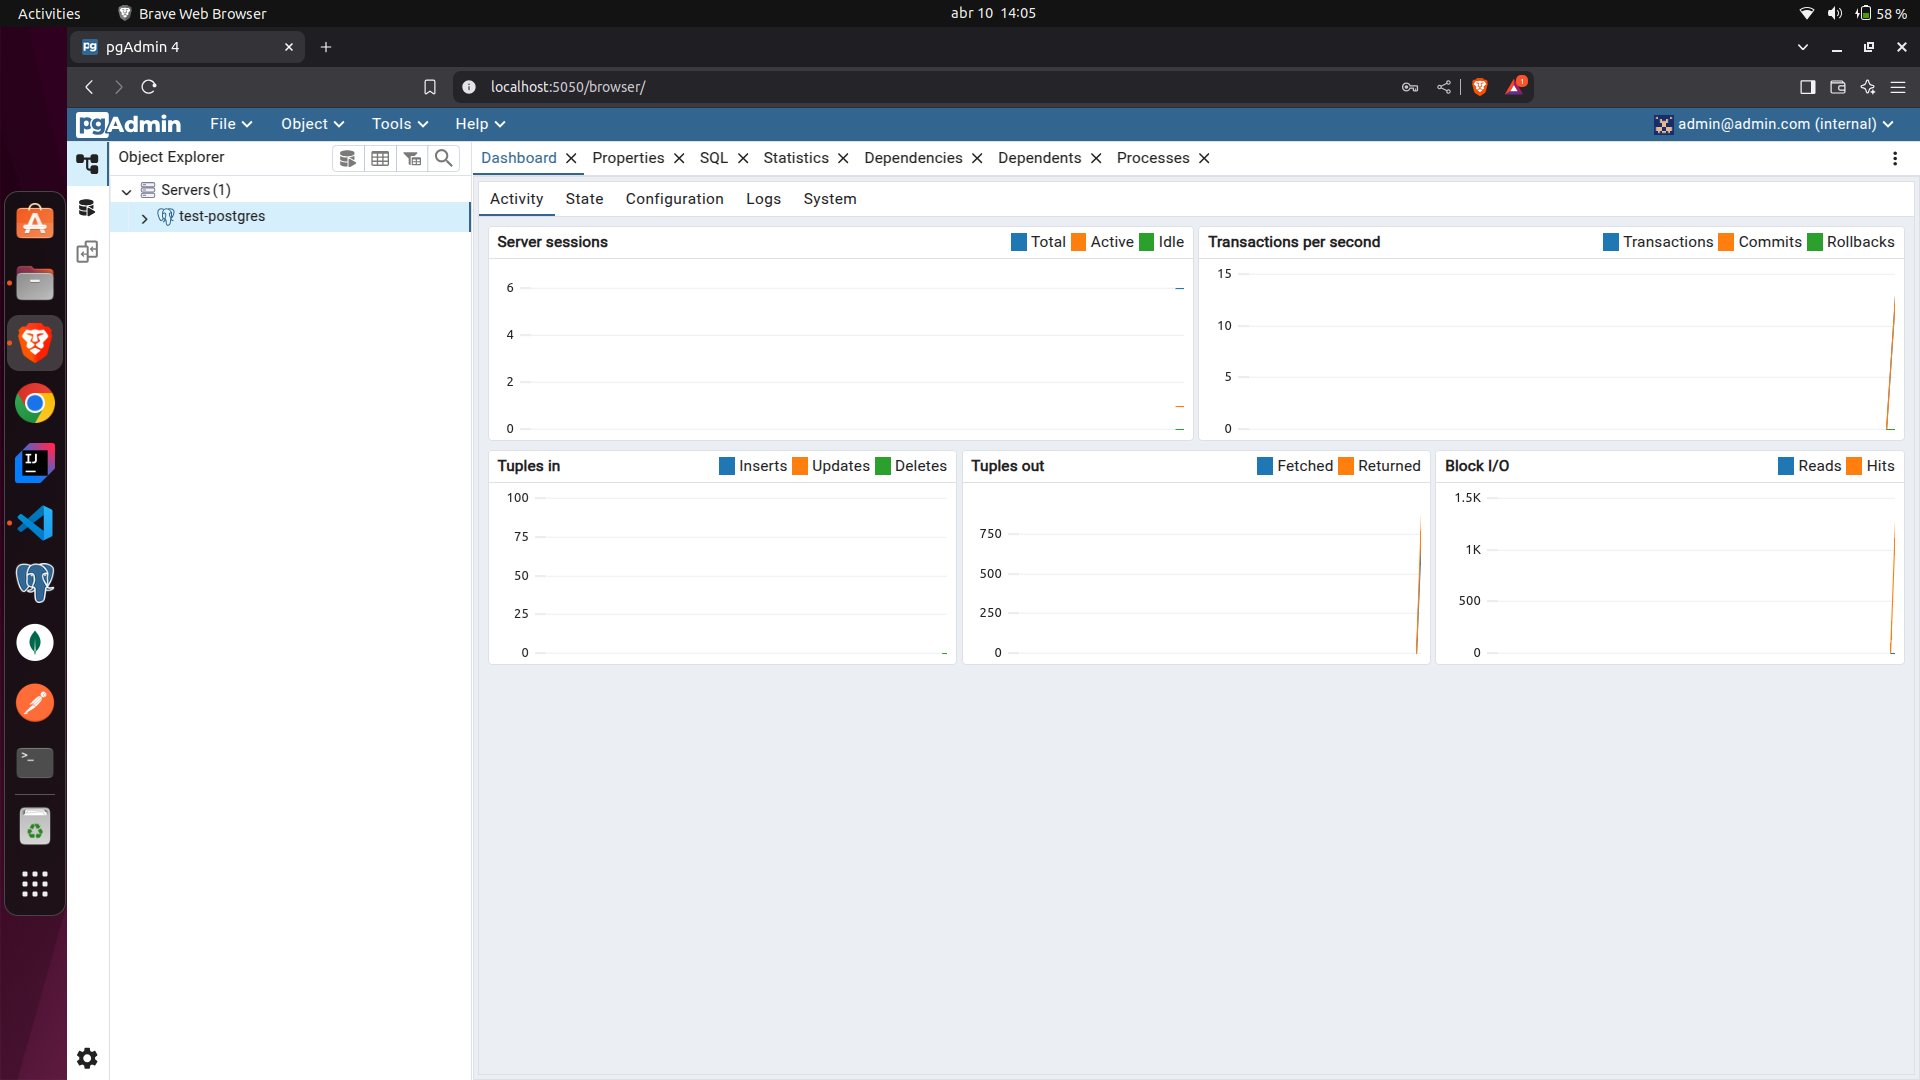 Activities Brave Web Browser abr 10 14:05 58 %
pg pgAdmin 4
localhost:5050/browser/ 1
pgAdmin File Object Tools Help admin@admin.com (internal)
Object Explorer
Servers (1)
test-postgres
Dashboard Properties SQL Statistics Dependencies Dependents Processes
Activity State Configuration Logs System
Server sessions Total Active Idle
6
4
2
0
Transactions per second Transactions Commits Rollbacks
15
10
5
0
Tuples in Inserts Updates Deletes
100
75
50
25
0
Tuples out Fetched Returned
750
500
250
0
Block I/O Reads Hits
1.5K
1K
500
0
IJ
>_